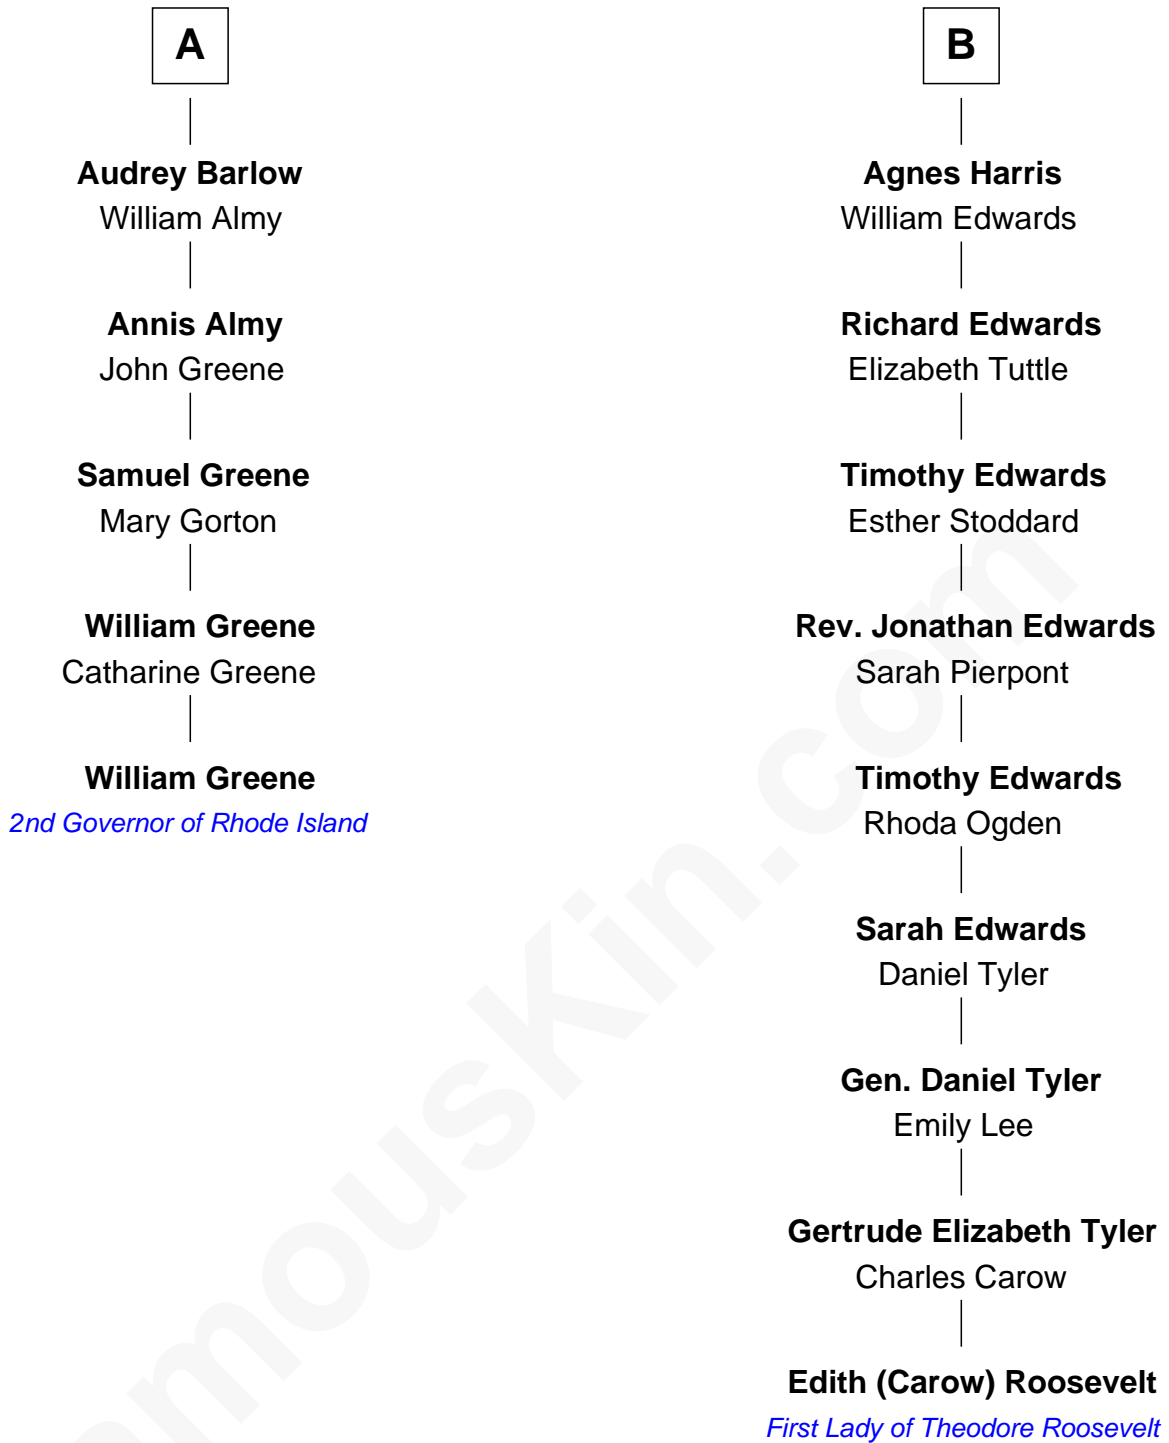 A
Audrey Barlow
William Almy
Annis Almy
John Greene
Samuel Greene
Mary Gorton
William Greene
Catharine Greene
William Greene
2nd Governor of Rhode Island
B
Agnes Harris
William Edwards
Richard Edwards
Elizabeth Tuttle
Timothy Edwards
Esther Stoddard
Rev. Jonathan Edwards
Sarah Pierpont
Timothy Edwards
Rhoda Ogden
Sarah Edwards
Daniel Tyler
Gen. Daniel Tyler
Emily Lee
Gertrude Elizabeth Tyler
Charles Carow
Edith (Carow) Roosevelt
First Lady of Theodore Roosevelt
amousKin.com